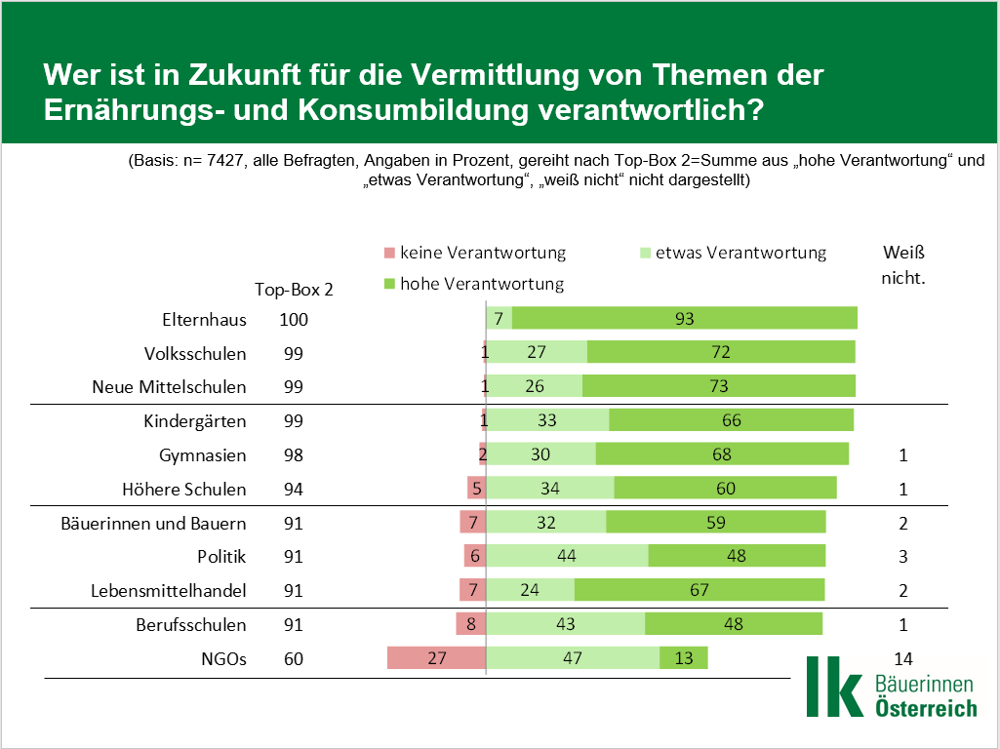 Wer ist in Zukunft für die Vermittlung von Themen der
Ernährungs- und Konsumbildung verantwortlich?
(Basis: n= 7427, alle Befragten, Angaben in Prozent, gereiht nach Top-Box 2=Summe aus „hohe Verantwortung“ und
„etwas Verantwortung“, „weiß nicht“ nicht dargestellt)
keine Verantwortung etwas Verantwortung Weiß
hohe Verantwortung nicht.
Top-Box 2
Elternhaus 100 7 93
Volksschulen 99 1 27 72
Neue Mittelschulen 99 1 26 73
Kindergärten 99 1 33 66
Gymnasien 98 2 30 68 1
Höhere Schulen 94 5 34 60 1
Bäuerinnen und Bauern 91 7 32 59 2
Politik 91 6 44 48 3
Lebensmittelhandel 91 7 24 67 2
Berufsschulen 91 8 43 48 1
NGOs 60 27 47 13 14
lk Bäuerinnen
Österreich